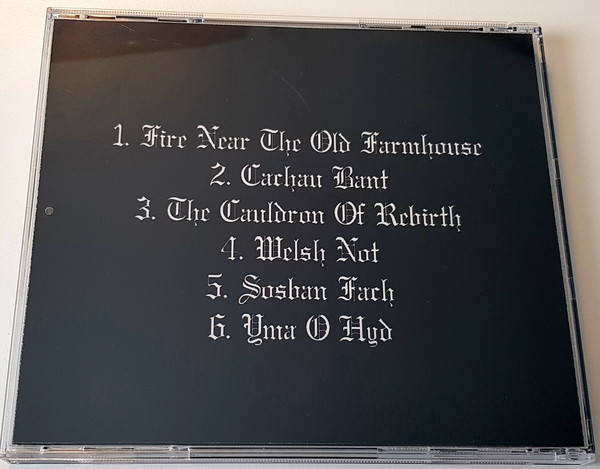 1. Fire Near The Old Farmhouse
2. Cachau Bant
3. The Cauldron Of Rebirth
4. Welsh Not
5. Sosban Fach
6. Yma O Hyd